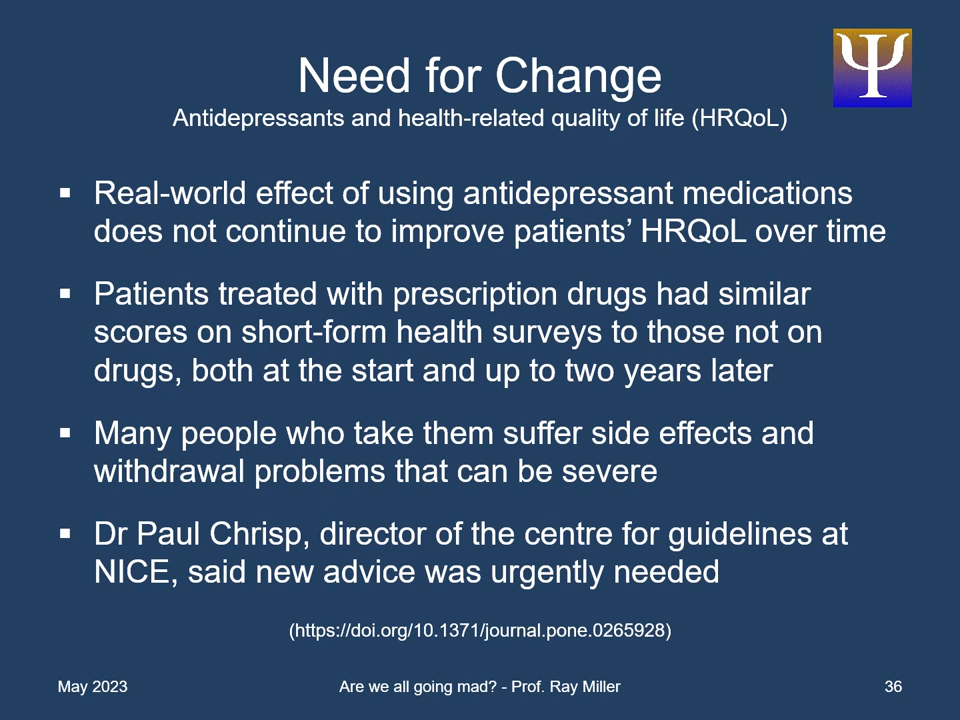 Ψ
Need for Change
Antidepressants and health-related quality of life (HRQoL)
▪ Real-world effect of using antidepressant medications
does not continue to improve patients’ HRQoL over time
▪ Patients treated with prescription drugs had similar
scores on short-form health surveys to those not on
drugs, both at the start and up to two years later
▪ Many people who take them suffer side effects and
withdrawal problems that can be severe
▪ Dr Paul Chrisp, director of the centre for guidelines at
NICE, said new advice was urgently needed
(https://doi.org/10.1371/journal.pone.0265928)
May 2023 Are we all going mad? - Prof. Ray Miller 36